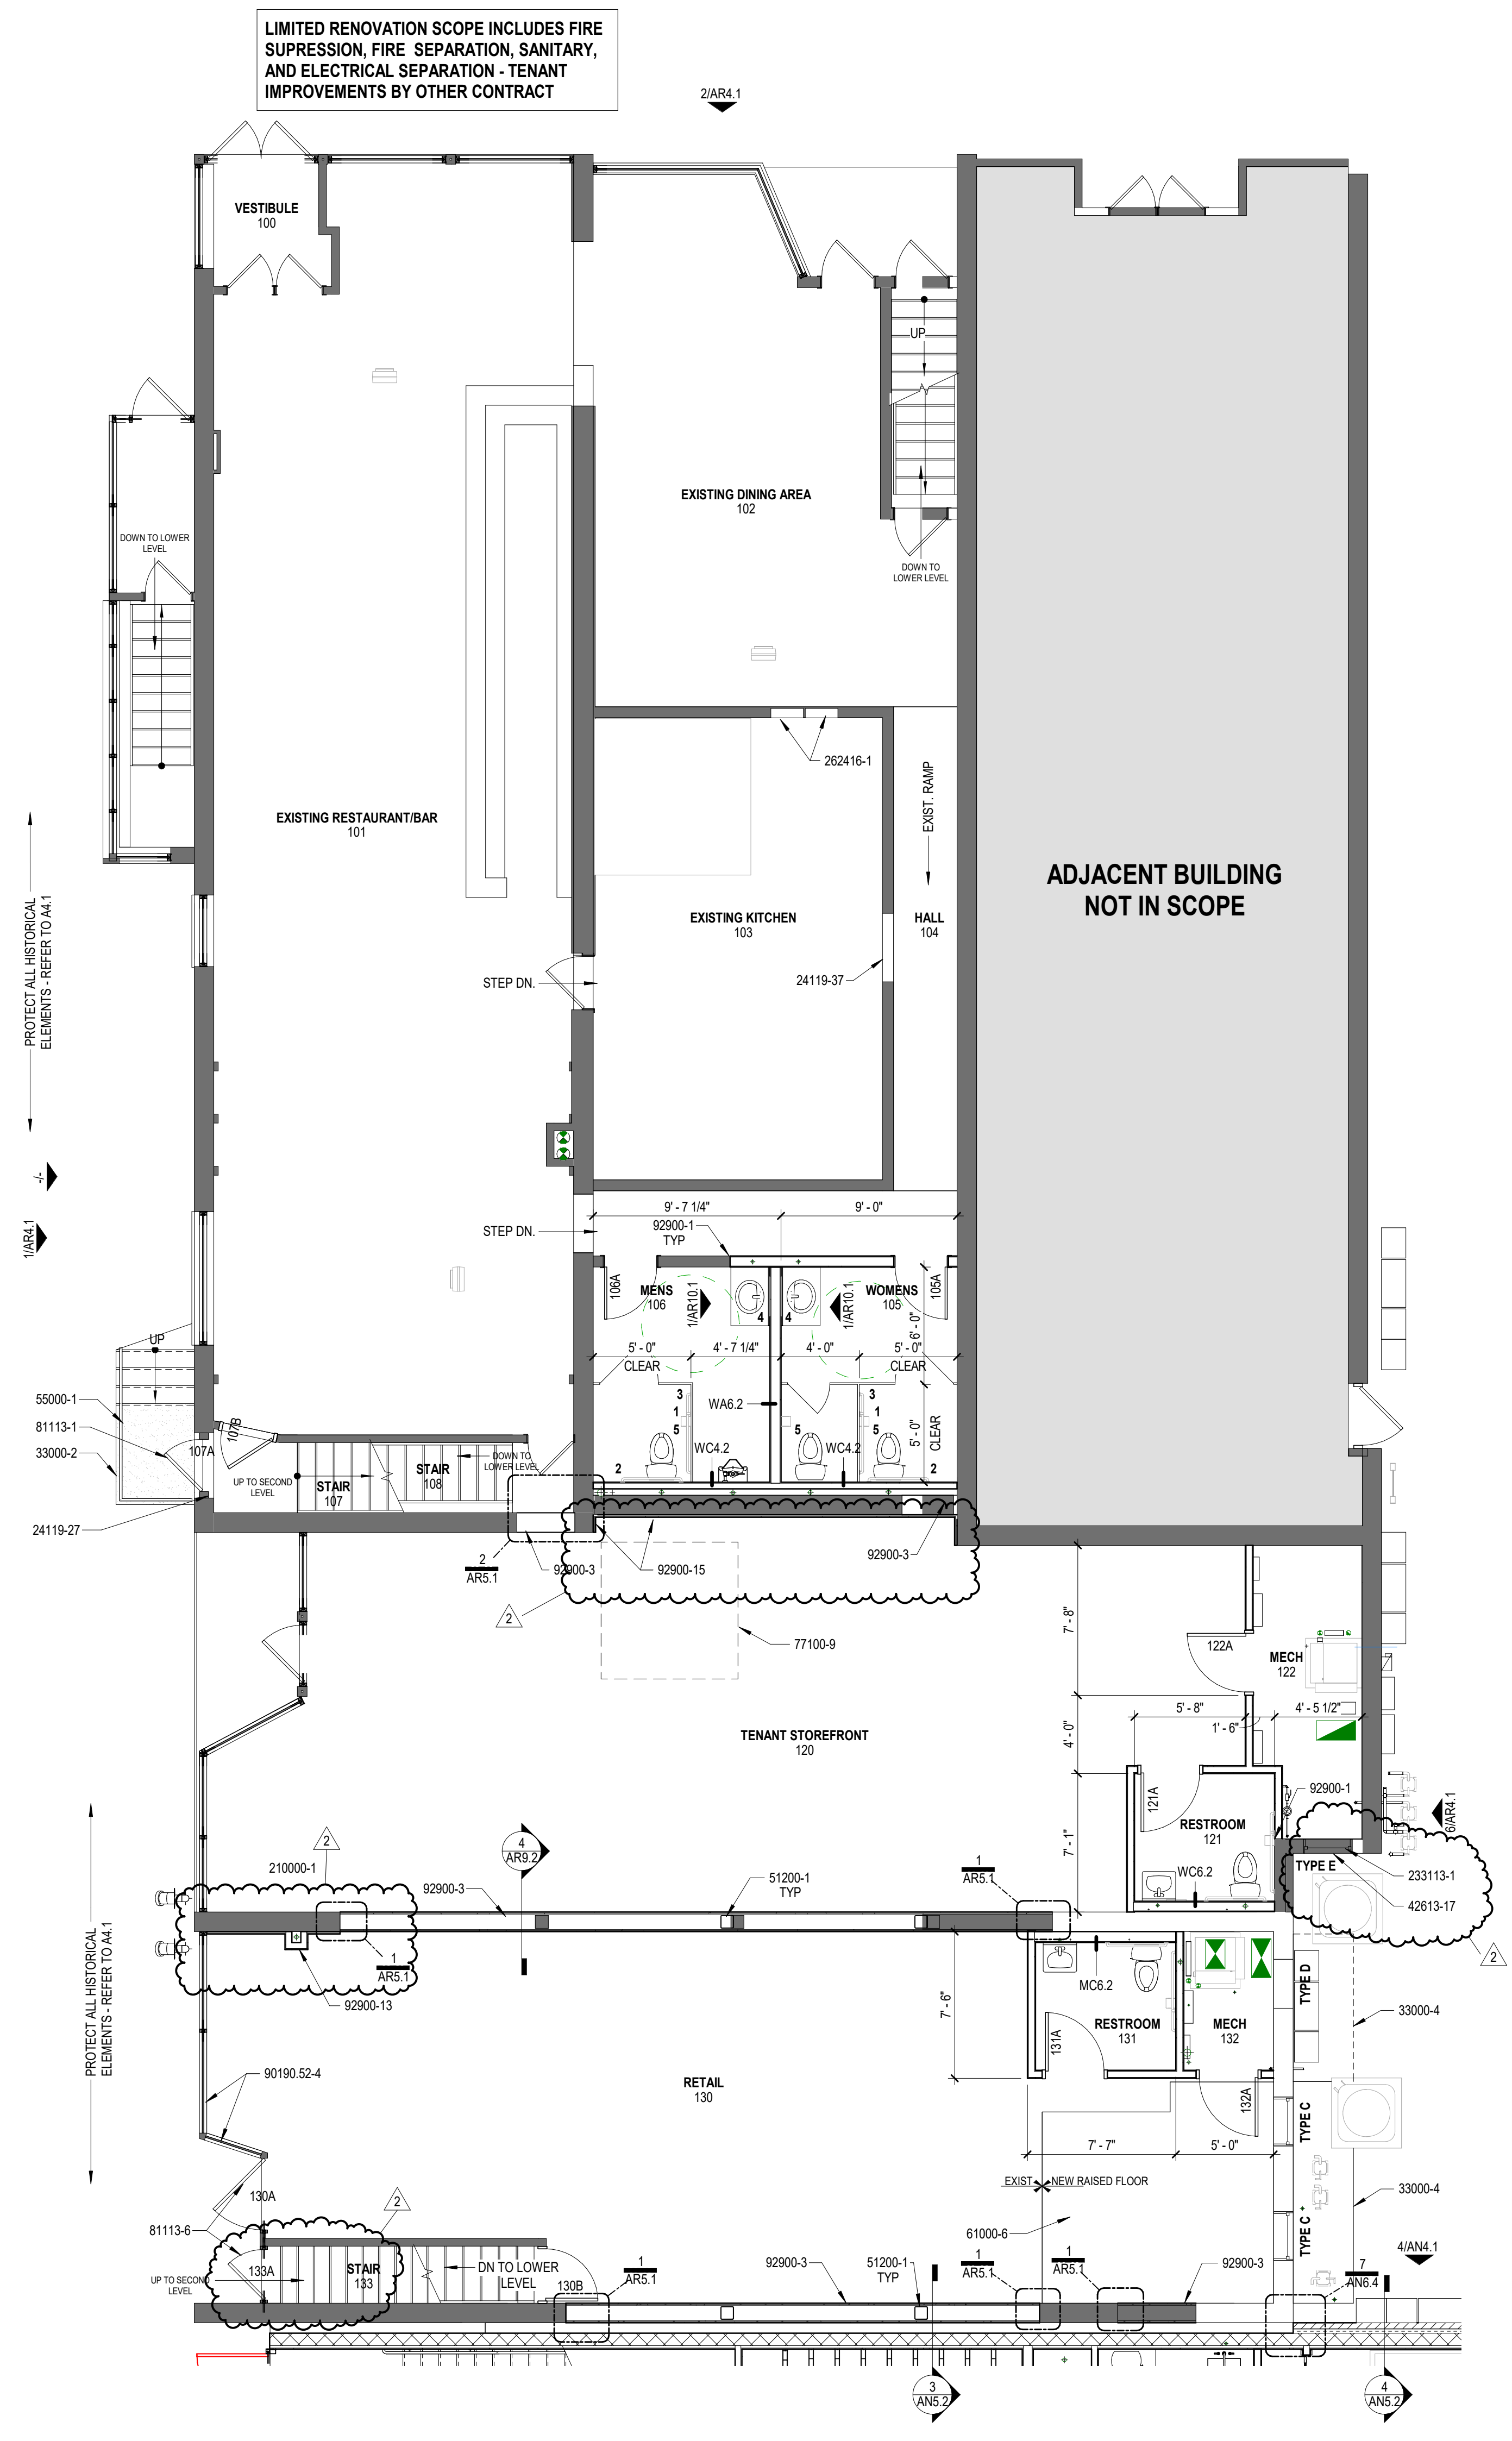 LIMITED RENOVATION SCOPE INCLUDES FIRE
SUPRESSION, FIRE SEPARATION, SANITARY,
AND ELECTRICAL SEPARATION - TENANT
IMPROVEMENTS BY OTHER CONTRACT
2/AR4.1
VESTIBULE
100
UP
EXISTING DINING AREA
102
DOWN TO LOWER
LEVEL
DOWN TO
LOWER LEVEL
262416-1
EXIST. RAMP
EXISTING RESTAURANT/BAR
101
ADJACENT BUILDING
NOT IN SCOPE
EXISTING KITCHEN
103
HALL
104
PROTECT ALL HISTORICAL
ELEMENTS - REFER TO A4.1
STEP DN.
24119-37
-/-
1/AR4.1
9' - 7 1/4"
9' - 0"
92900-1
TYP
STEP DN.
106A
MENS
106
1/AR10.1
4
4
1/AR10.1
WOMENS
105
105A
6' - 0"
UP
5' - 0"
CLEAR
4' - 7 1/4"
4' - 0"
5' - 0"
CLEAR
55000-1
81113-1
33000-2
107A
107B
3
1
5
WA6.2
5
3
1
5
5' - 0"
CLEAR
WC4.2
WC4.2
2
2
UP TO SECOND
LEVEL
STAIR
107
STAIR
108
DOWN TO
LOWER LEVEL
24119-27
2
AR5.1
92900-3
92900-15
92900-3
2
77100-9
7' - 8"
122A
MECH
122
5' - 8"
1' - 6"
4' - 5 1/2"
TENANT STOREFRONT
120
4' - 0"
121A
92900-1
RESTROOM
121
7' - 1"
6/AR4.1
WC6.2
TYPE E
233113-1
42613-17
2
PROTECT ALL HISTORICAL
ELEMENTS - REFER TO A4.1
2
210000-1
92900-3
4
AR9.2
51200-1
TYP
1
AR5.1
1
AR5.1
92900-13
7' - 6"
MC6.2
RESTROOM
131
131A
MECH
132
132A
TYPE D
33000-4
90190.52-4
RETAIL
130
TYPE C
7' - 7"
5' - 0"
EXIST
NEW RAISED FLOOR
33000-4
130A
2
81113-6
61000-6
TYPE C
4/AN4.1
133A
UP TO SECOND
LEVEL
STAIR
133
DN TO LOWER
LEVEL
130B
1
AR5.1
92900-3
51200-1
TYP
1
AR5.1
1
AR5.1
92900-3
7
AN6.4
3
AN5.2
4
AN5.2